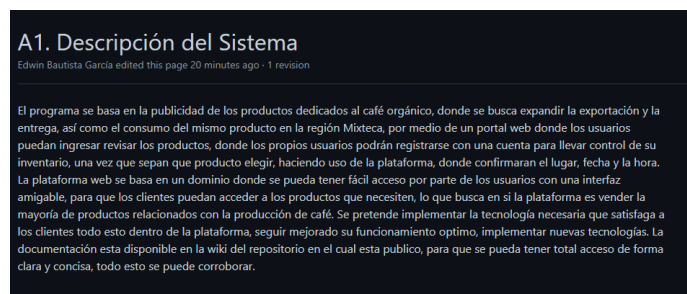 A1. Descripción del Sistema
Edwin Bautista García edited this page 20 minutes ago · 1 revision
El programa se basa en la publicidad de los productos dedicados al café orgánico, donde se busca expandir la exportación y la
entrega, así como el consumo del mismo producto en la región Mixteca, por medio de un portal web donde los usuarios
puedan ingresar revisar los productos, donde los propios usuarios podrán registrarse con una cuenta para llevar control de su
inventario, una vez que sepan que producto elegir, haciendo uso de la plataforma, donde confirmaran el lugar, fecha y la hora.
La plataforma web se basa en un dominio donde se pueda tener fácil acceso por parte de los usuarios con una interfaz
amigable, para que los clientes puedan acceder a los productos que necesiten, lo que busca en si la plataforma es vender la
mayoría de productos relacionados con la producción de café. Se pretende implementar la tecnología necesaria que satisfaga a
los clientes todo esto dentro de la plataforma, seguir mejorado su funcionamiento optimo, implementar nuevas tecnologías. La
documentación esta disponible en la wiki del repositorio en el cual esta publico, para que se pueda tener total acceso de forma
clara y concisa, todo esto se puede corroborar.